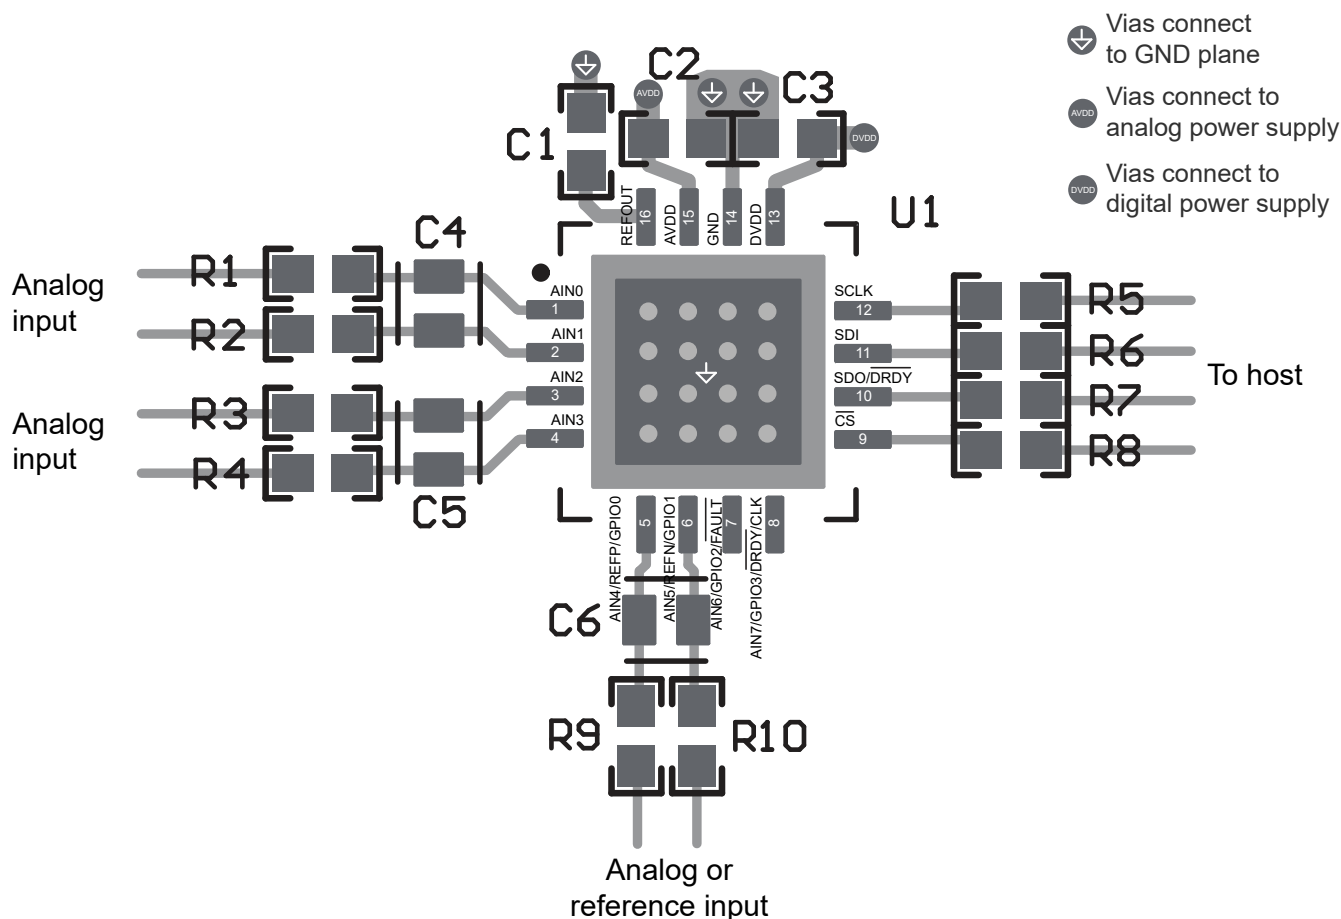 Vias connect
to GND plane
AVDD
Vias connect to
analog power supply
DVDD
Vias connect to
digital power supply
C2
C3
AVDD
DVDD
C1
U1
REFOUT
16
AVDD
15
GND
14
DVDD
13
Analog
input
R1
R2
C4
AIN0
1
AIN1
2
Analog
input
R3
R4
C5
AIN2
3
AIN3
4
SCLK
12
SDI
11
SDO/DRDY
10
CS
9
R5
R6
R7
R8
To host
AIN4/REFP/GPIO0
5
AIN5/REFN/GPIO1
6
AIN6/GPIO2/FAULT
7
AIN7/GPIO3/DRDY/CLK
8
C6
R9
R10
Analog or
reference input